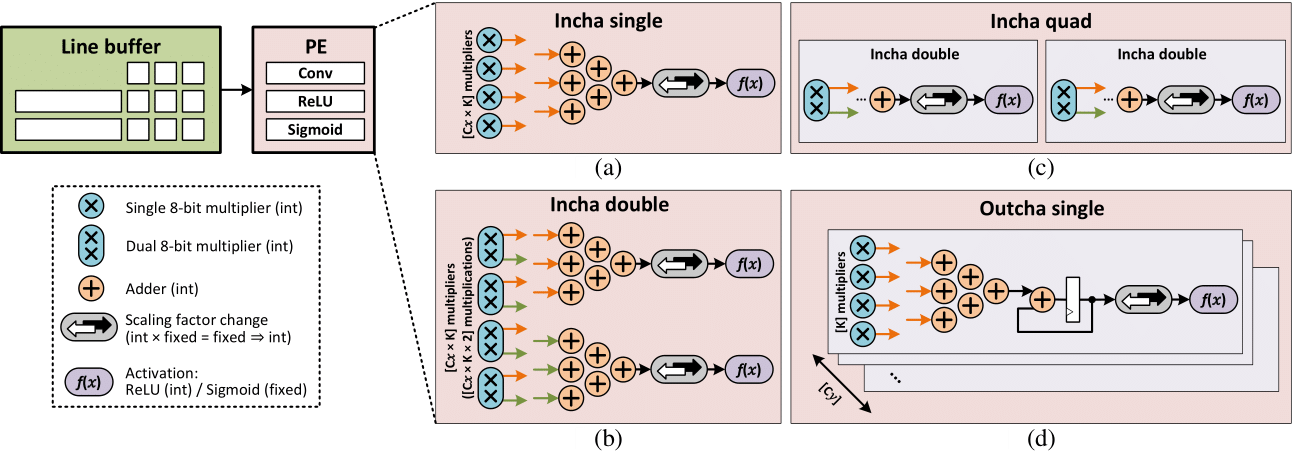 Line buffer
PE
Conv
ReLU
Sigmoid
Single 8-bit multiplier (int)
Dual 8-bit multiplier (int)
Adder (int)
Scaling factor change
(int × fixed = fixed ⇒ int)
f(x)
Activation:
ReLU (int) / Sigmoid (fixed)
Incha single
[Cx × K] multipliers
f(x)
(a)
Incha double
[Cx × K] multipliers
([Cx × K × 2] multiplications)
f(x)
f(x)
(b)
Incha quad
Incha double
...
f(x)
Incha double
...
f(x)
(c)
Outcha single
[K] multipliers
f(x)
...
[Cy]
(d)